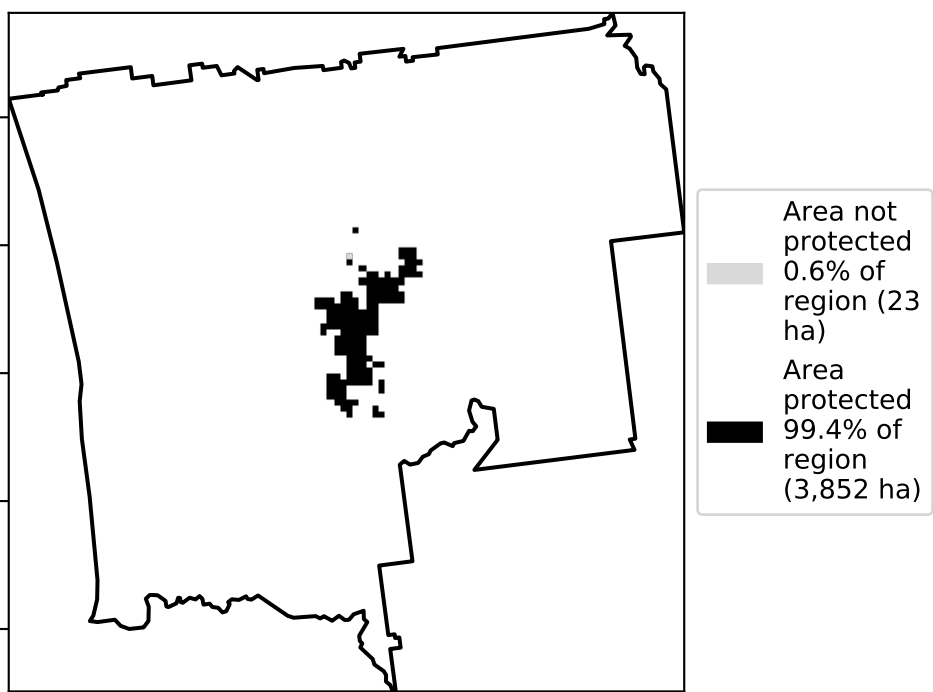 Area not
protected
0.6% of
region (23
ha)
Area
protected
99.4% of
region
(3,852 ha)